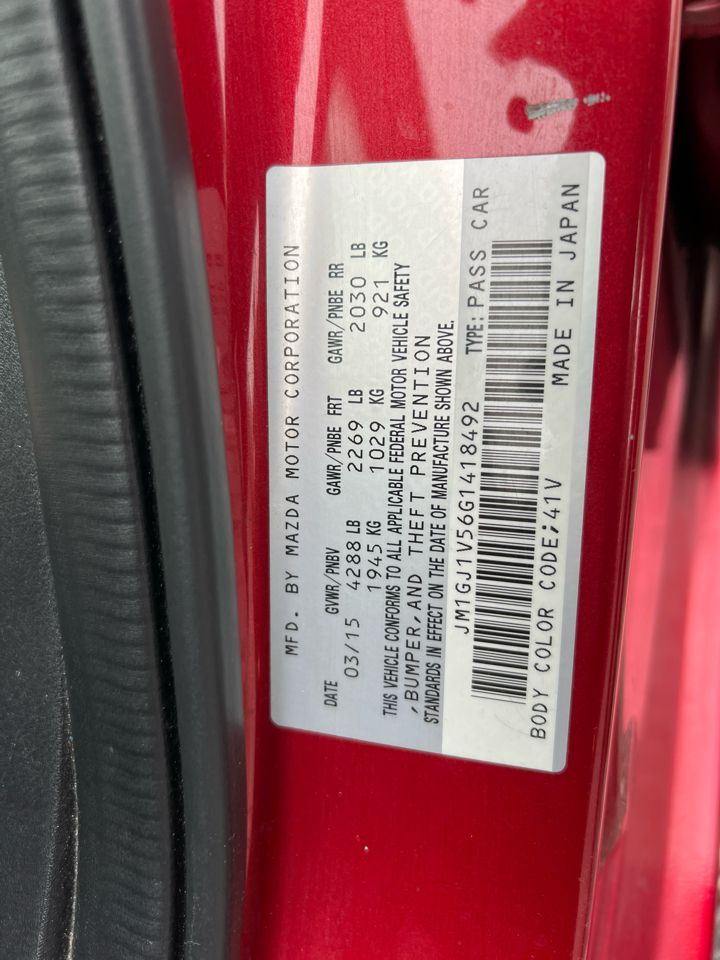 MFD. BY MAZDA MOTOR CORPORATION
DATE GVWR/PNBV GAWR/PNBE FRT GAWR/PNBE RR
03/15 4288 LB 2269 LB 2030 LB
1945 KG 1029 KG 921 KG
THIS VEHICLE CONFORMS TO ALL APPLICABLE FEDERAL MOTOR VEHICLE SAFETY
,BUMPER,AND THEFT PREVENTION
STANDARDS IN EFFECT ON THE DATE OF MANUFACTURE SHOWN ABOVE.
JM1GJ1V56G1418492 TYPE: PASS CAR
BODY COLOR CODE;41V MADE IN JAPAN